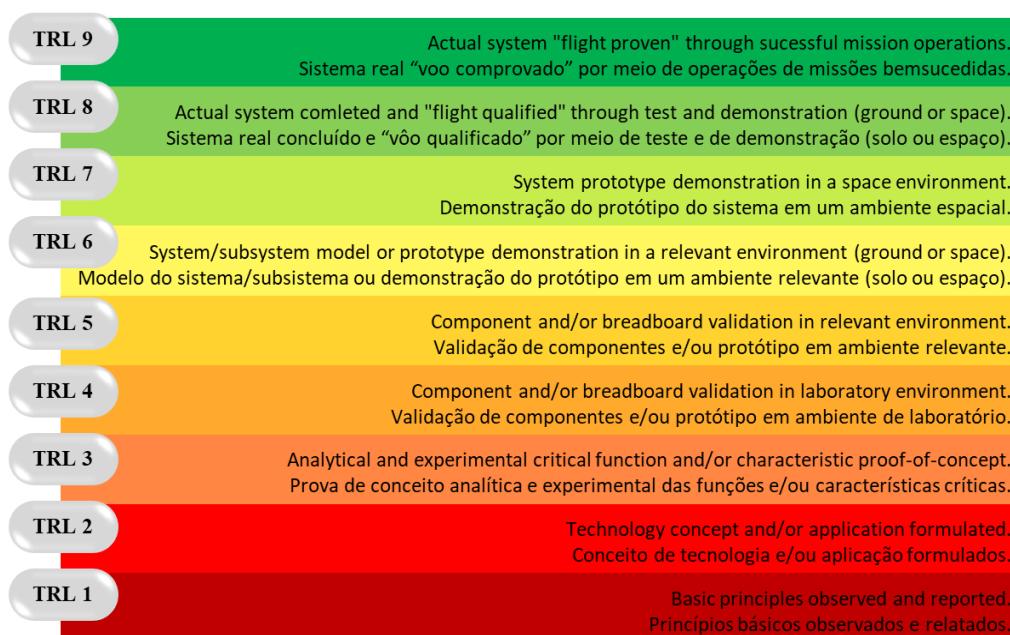 TRL 9
Actual system "flight proven" through sucessful mission operations.
Sistema real “voo comprovado” por meio de operações de missões bemsucedidas.
TRL 8
Actual system comleted and "flight qualified" through test and demonstration (ground or space).
Sistema real concluído e “vôo qualificado” por meio de teste e de demonstração (solo ou espaço).
TRL 7
System prototype demonstration in a space environment.
Demonstração do protótipo do sistema em um ambiente espacial.
TRL 6
System/subsystem model or prototype demonstration in a relevant environment (ground or space).
Modelo do sistema/subsistema ou demonstração do protótipo em um ambiente relevante (solo ou espaço).
TRL 5
Component and/or breadboard validation in relevant environment.
Validação de componentes e/ou protótipo em ambiente relevante.
TRL 4
Component and/or breadboard validation in laboratory environment.
Validação de componentes e/ou protótipo em ambiente de laboratório.
TRL 3
Analytical and experimental critical function and/or characteristic proof-of-concept.
Prova de conceito analítica e experimental das funções e/ou características críticas.
TRL 2
Technology concept and/or application formulated.
Conceito de tecnologia e/ou aplicação formulados.
TRL 1
Basic principles observed and reported.
Princípios básicos observados e relatados.